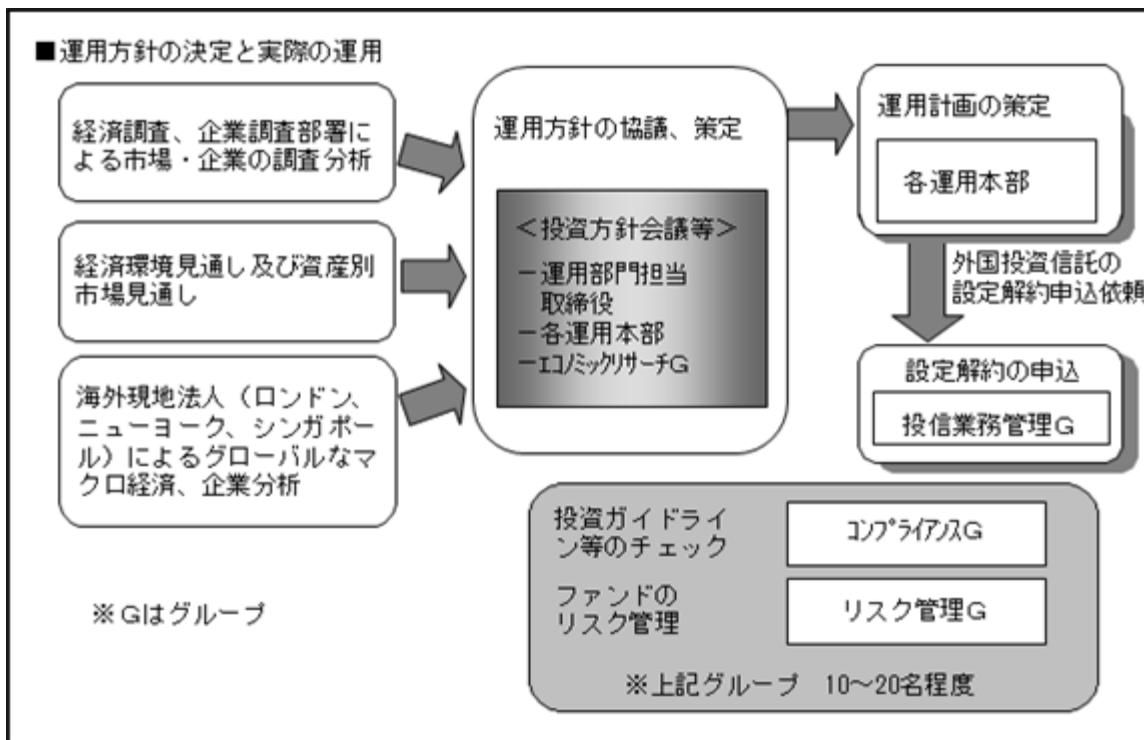 ■運用方針の決定と実際の運用
経済調査、企業調査部署に
よる市場・企業の調査分析
経済環境見通し及び資産別
市場見通し
海外現地法人（ロンドン、
ニューヨーク、シンガポー
ル）によるグローバルなマ
クロ経済、企業分析
※Gはグループ
運用方針の協議、策定
＜投資方針会議等＞
－運用部門担当
取締役
－各運用本部
－ｴｺﾉﾐｯｸﾘｻｰﾁG
運用計画の策定
各運用本部
外国投資信託の
設定解約申込依頼
設定解約の申込
投信業務管理G
投資ガイドライ
ン等のチェック
ｺﾝﾌﾟﾗｲｱﾝｽG
ファンドの
リスク管理
リスク管理G
※上記グループ　10～20名程度